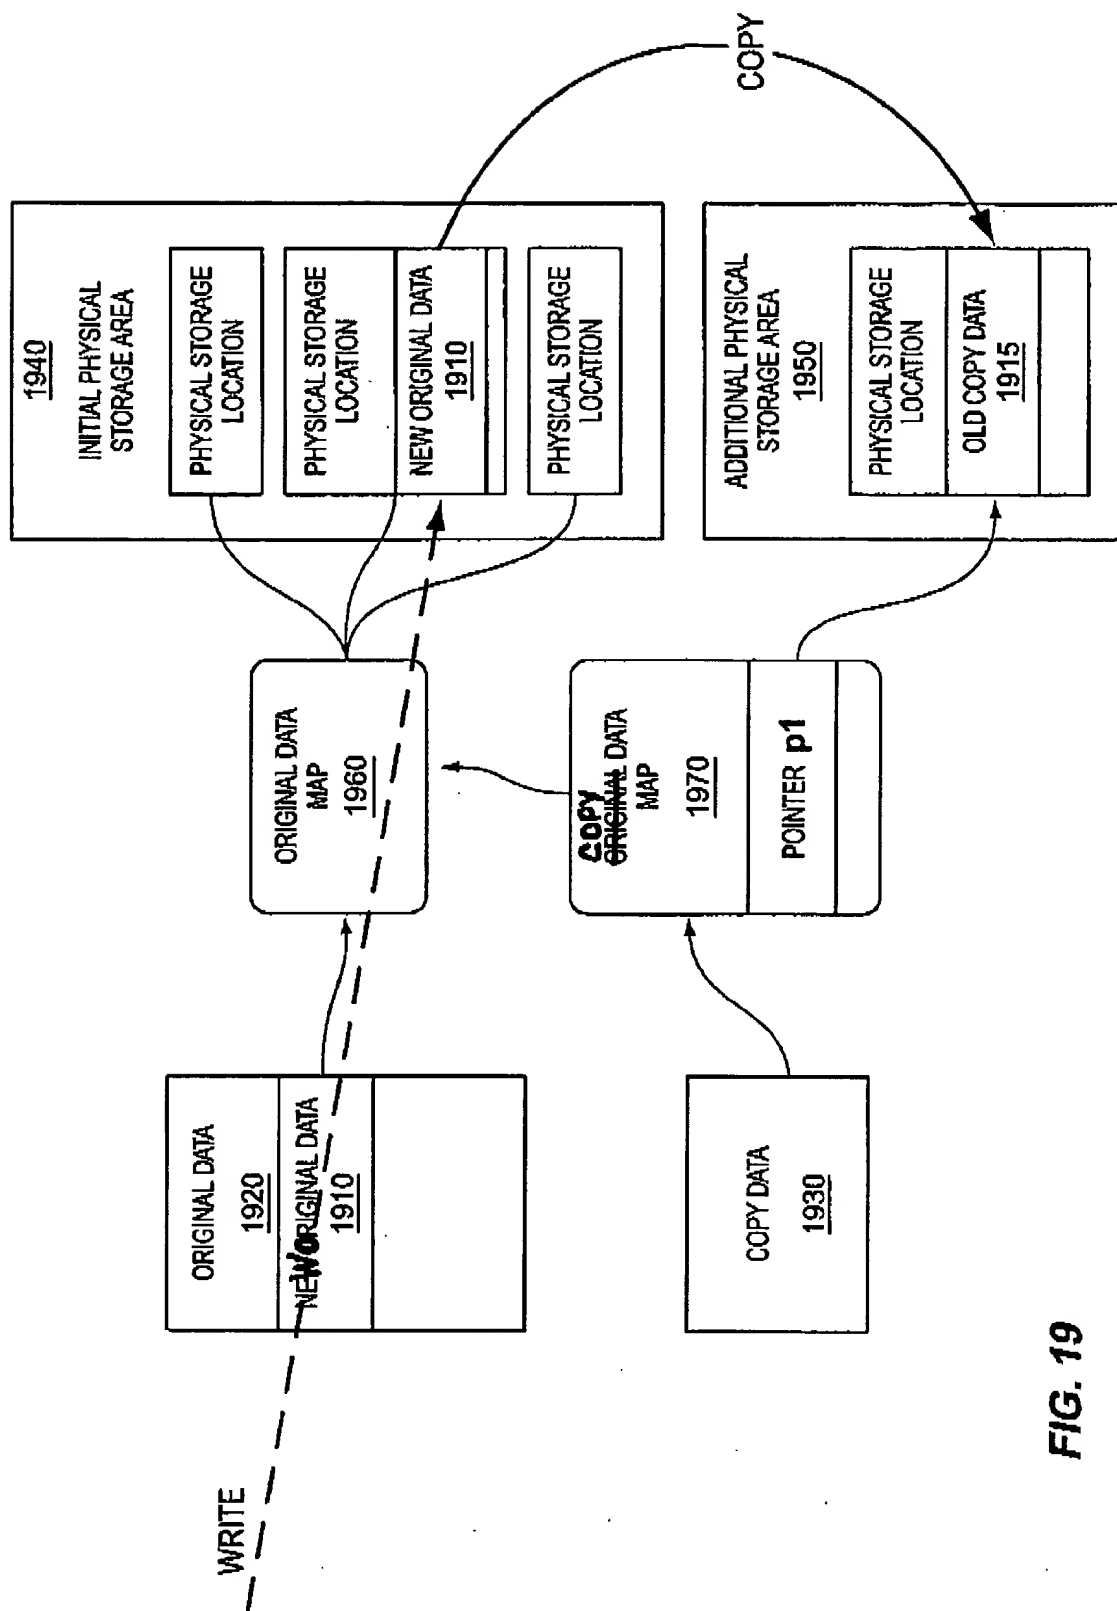 WRITE
ORIGINAL DATA
1920
NEW ORIGINAL DATA
1910
ORIGINAL DATA
MAP
1960
1940
INITIAL PHYSICAL
STORAGE AREA
PHYSICAL STORAGE
LOCATION
PHYSICAL STORAGE
LOCATION
NEW ORIGINAL DATA
1910
PHYSICAL STORAGE
LOCATION
COPY
COPY DATA
1930
COPY
ORIGINAL DATA
MAP
1970
POINTER p1
ADDITIONAL PHYSICAL
STORAGE AREA
1950
PHYSICAL STORAGE
LOCATION
OLD COPY DATA
1915
FIG. 19